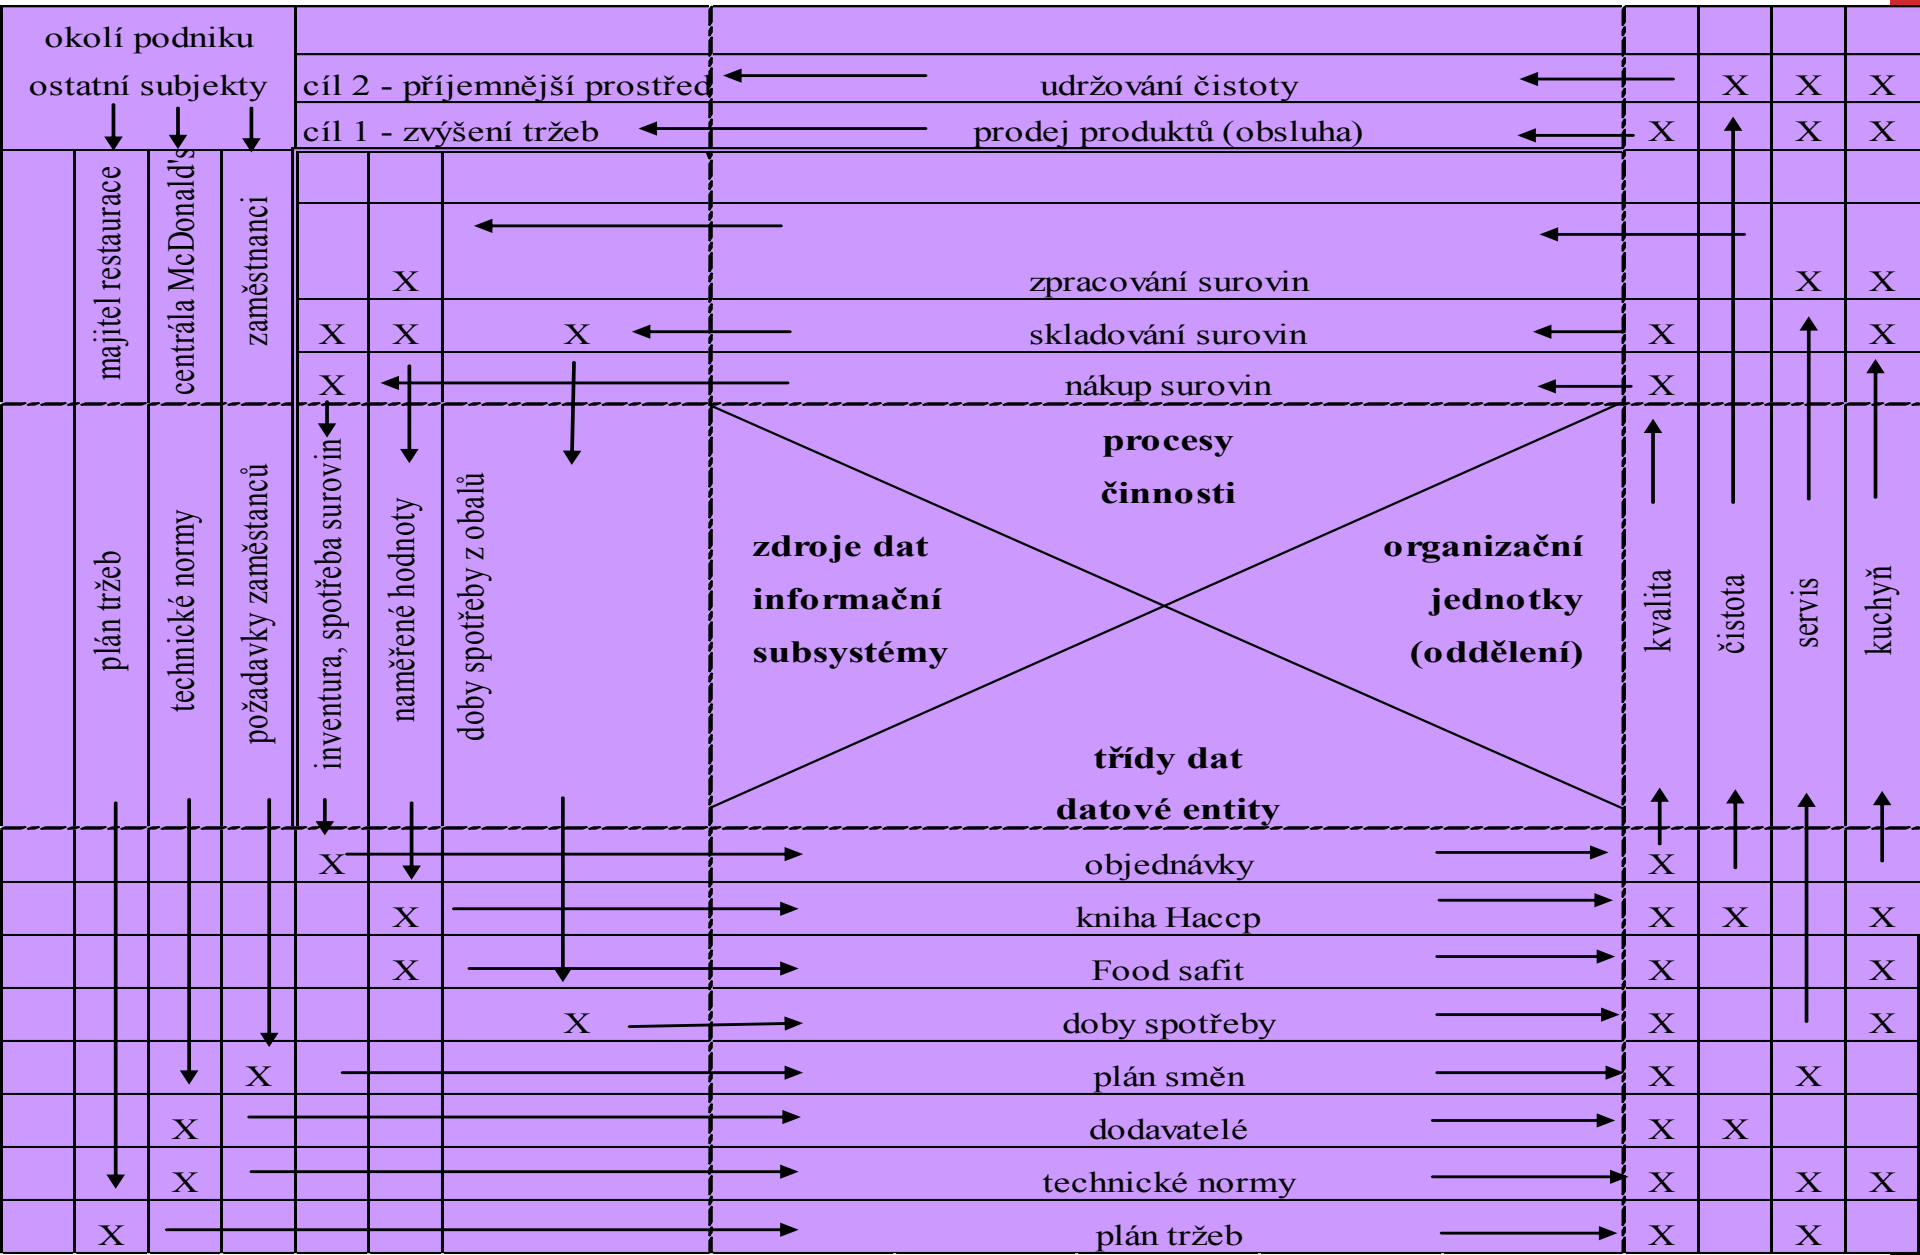 okolí podniku
ostatní subjekty
cíl 2 - příjemnější prostřed
udržování čistoty
X X X
cíl 1 - zvýšení tržeb
prodej produktů (obsluha)
X X X
majitel restaurace
centrála McDonald's
zaměstnanci
X
zpracování surovin
X X
X X X
skladování surovin
X X
X
nákup surovin
X
plán tržeb
technické normy
požadavky zaměstanců
inventura, spotřeba surovin
naměřené hodnoty
doby spotřeby z obalů
procesy
činnosti
zdroje dat
informační
subsystémy
organizační
jednotky
(oddělení)
třídy dat
datové entity
kvalita
čistota
servis
kuchyň
X
objednávky
X
X
kniha Haccp
X X X
X
Food safit
X X
X
doby spotřeby
X X
X
plán směn
X X
X
dodavatelé
X X
X
technické normy
X X X
X
plán tržeb
X X